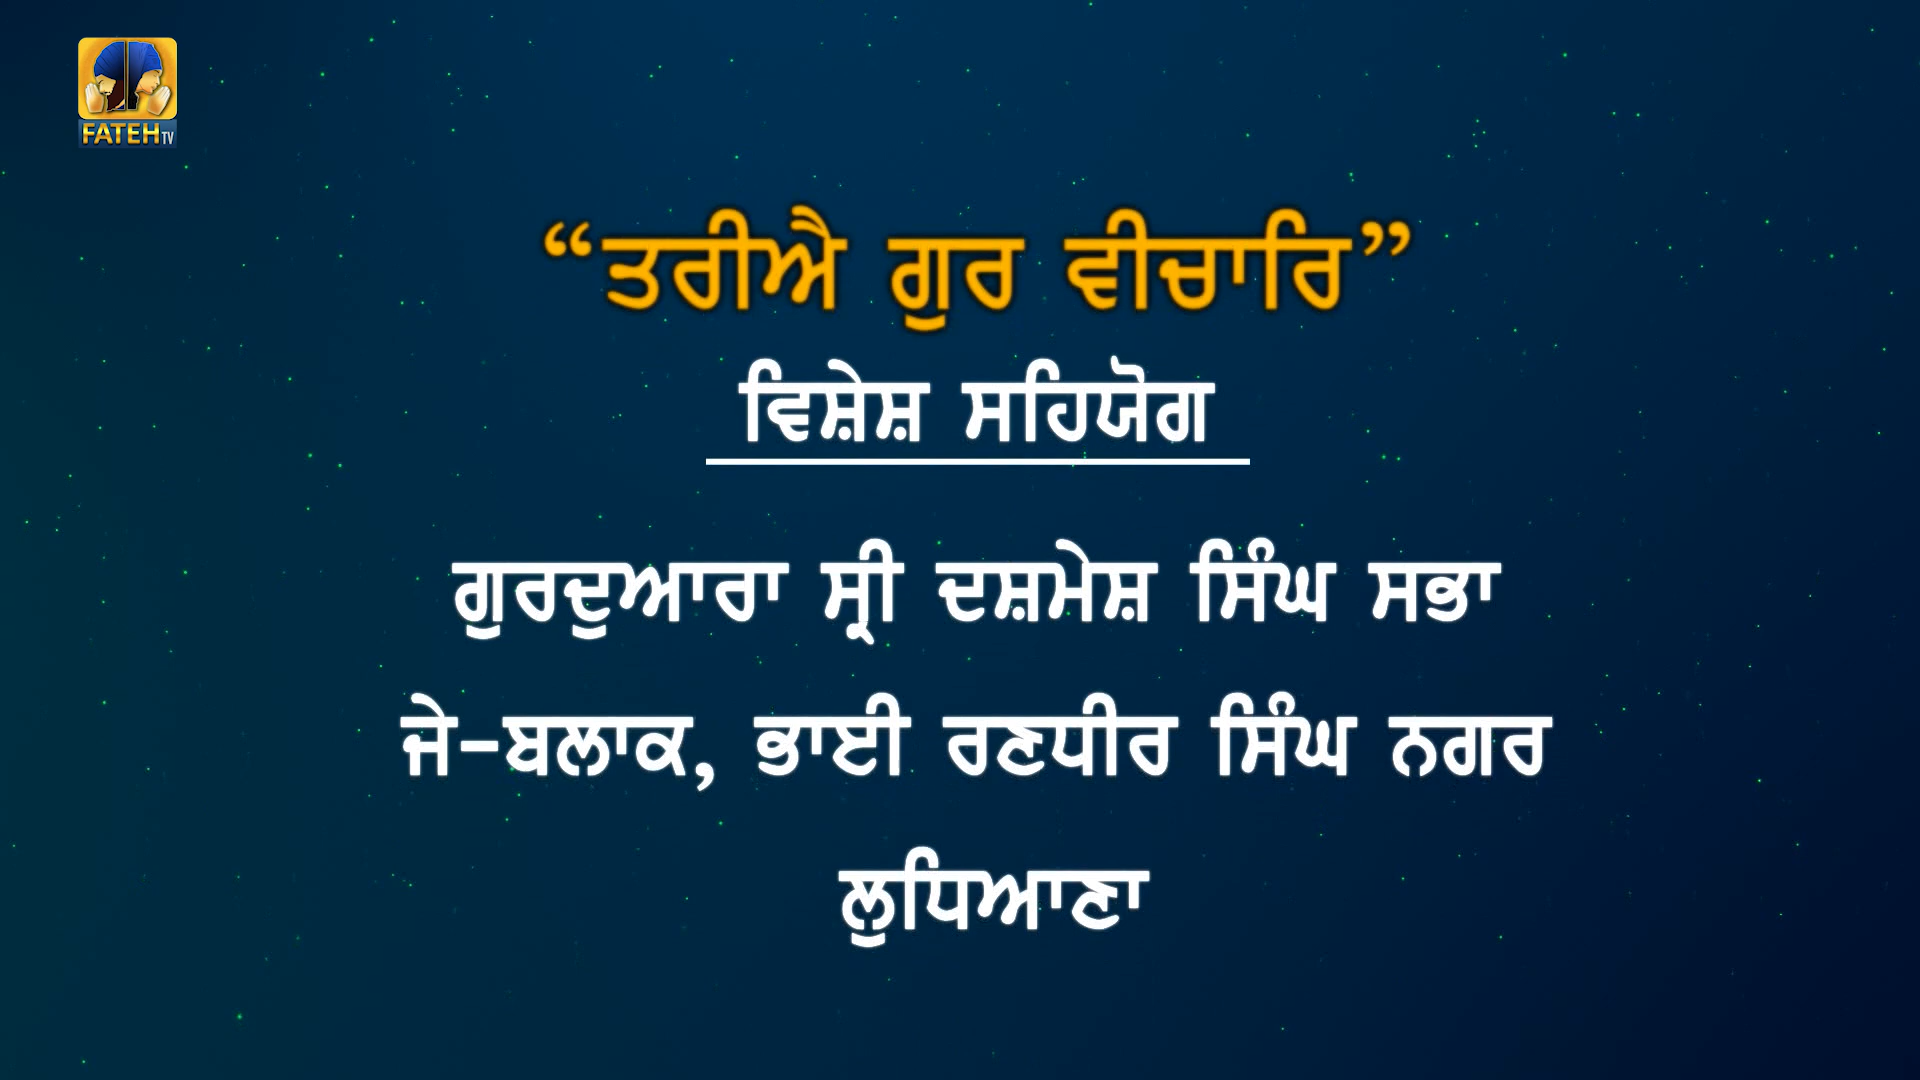 FATEH TV
“ਤਰੀਐ ਗੁਰ ਵੀਚਾਰਿ”
ਵਿਸ਼ੇਸ਼ ਸਹਿਯੋਗ
ਗੁਰਦੁਆਰਾ ਸ੍ਰੀ ਦਸ਼ਮੇਸ਼ ਸਿੰਘ ਸਭਾ
ਜੇ-ਬਲਾਕ, ਭਾਈ ਰਣਧੀਰ ਸਿੰਘ ਨਗਰ
ਲੁਧਿਆਣਾ